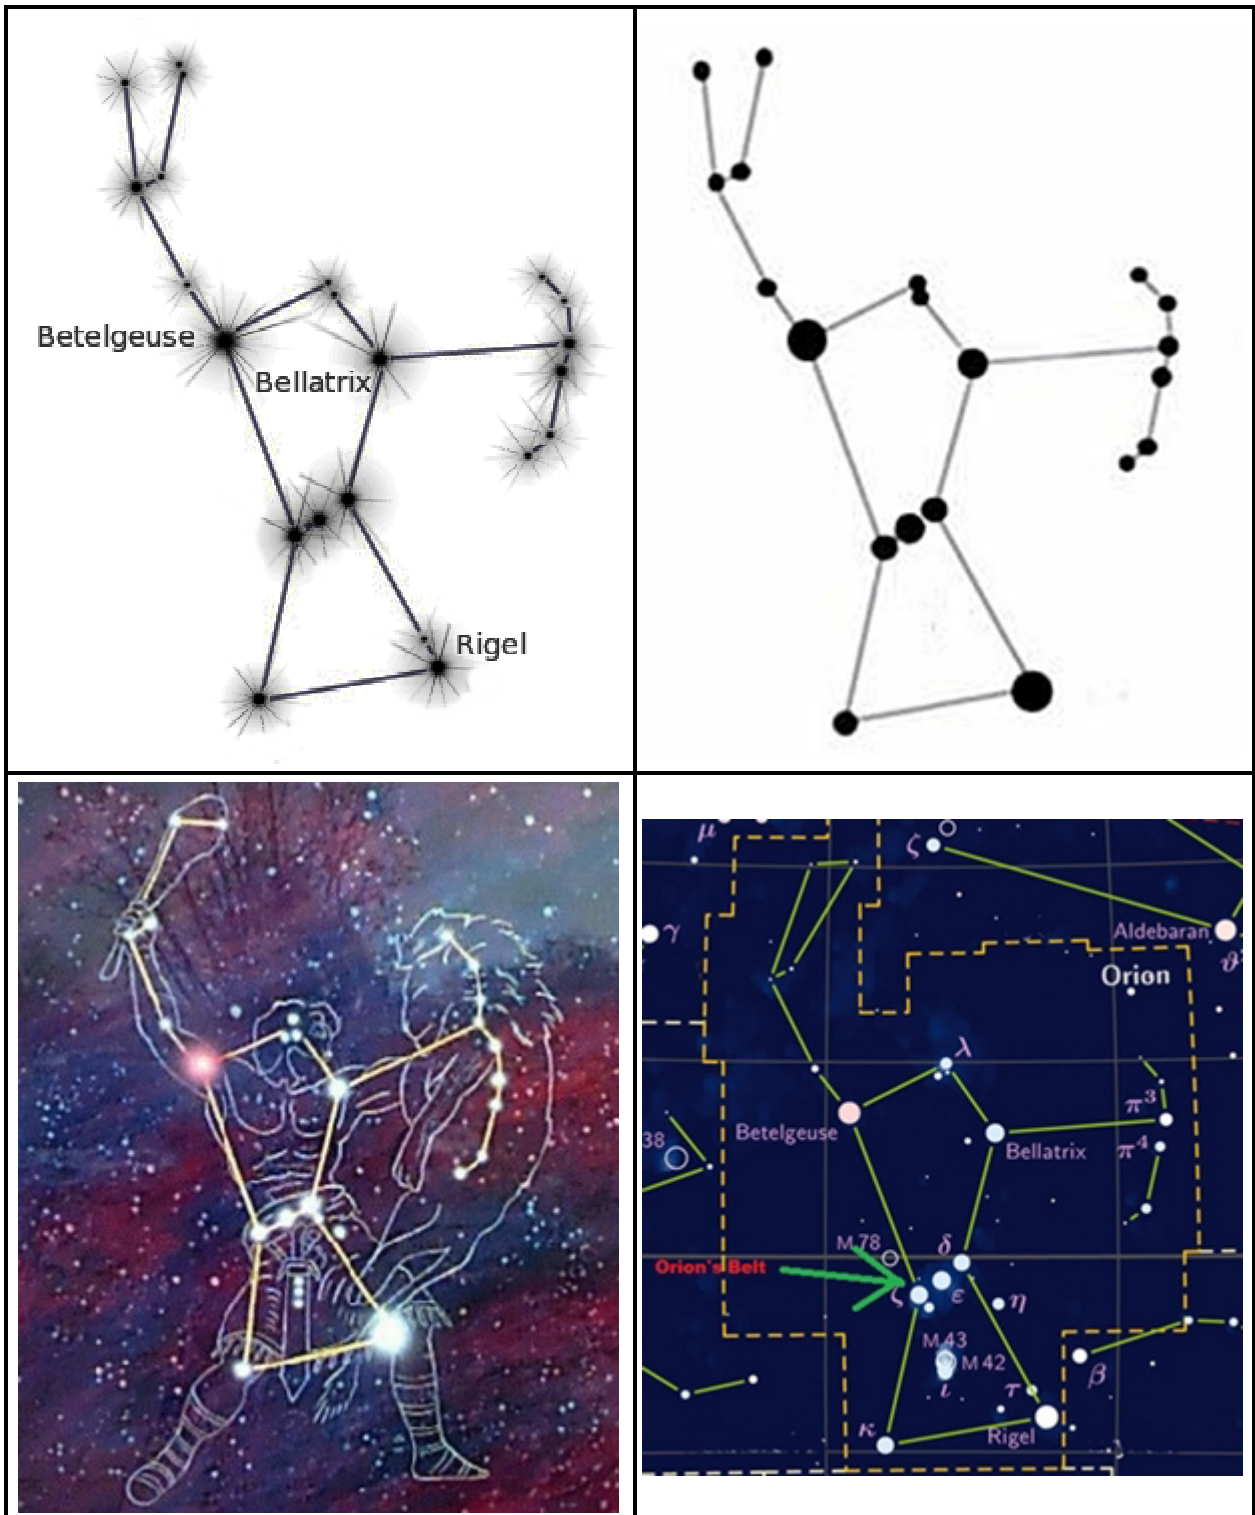 Betelgeuse
Bellatrix
Rigel
μ
ζ
γ
Aldebaran
Orion
λ
π³
Betelgeuse
38
Bellatrix
π⁴
M 78
δ
Orion's Belt
ζ
ε
η
M 43
M 42
ι
τ
β
κ
Rigel